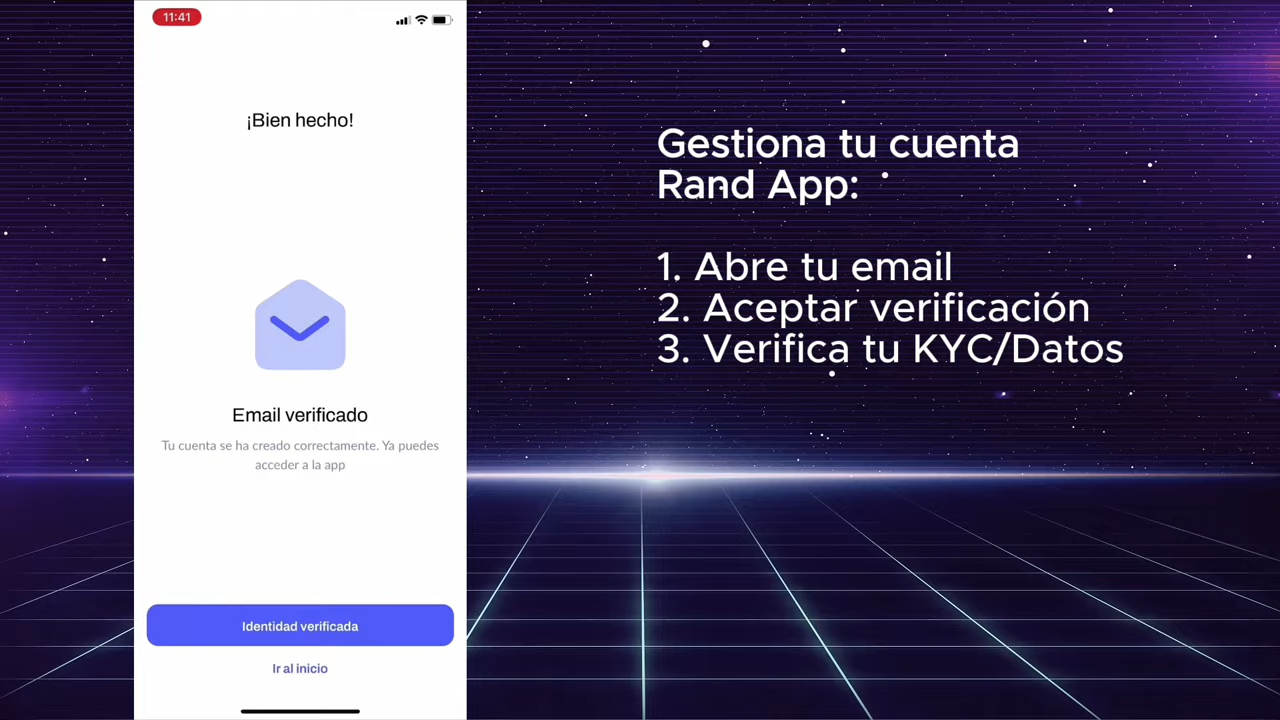 11:41
¡Bien hecho!
Email verificado
Tu cuenta se ha creado correctamente. Ya puedes
acceder a la app
Identidad verificada
Ir al inicio
Gestiona tu cuenta
Rand App:
1. Abre tu email
2. Aceptar verificación
3. Verifica tu KYC/Datos